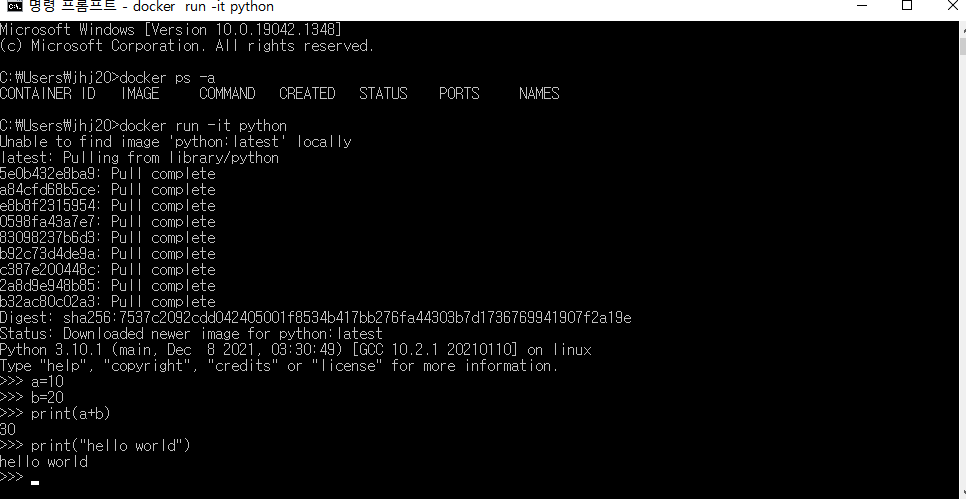 명령 프롬프트 - docker  run -it python
Microsoft Windows [Version 10.0.19042.1348]
(c) Microsoft Corporation. All rights reserved.
C:₩Users₩jhj20>docker ps -a
CONTAINER ID   IMAGE     COMMAND   CREATED   STATUS    PORTS     NAMES
C:₩Users₩jhj20>docker run -it python
Unable to find image 'python:latest' locally
latest: Pulling from library/python
5e0b432e8ba9: Pull complete
a84cfd68b5ce: Pull complete
e8b8f2315954: Pull complete
0598fa43a7e7: Pull complete
83098237b6d3: Pull complete
b92c73d4de9a: Pull complete
c387e200448c: Pull complete
2a8d9e948b85: Pull complete
b32ac80c02a3: Pull complete
Digest: sha256:7537c2092cdd042405001f8534b417bb276fa44303b7d1736769941907f2a19e
Status: Downloaded newer image for python:latest
Python 3.10.1 (main, Dec  8 2021, 03:30:49) [GCC 10.2.1 20210110] on linux
Type "help", "copyright", "credits" or "license" for more information.
>>> a=10
>>> b=20
>>> print(a+b)
30
>>> print("hello world")
hello world
>>>